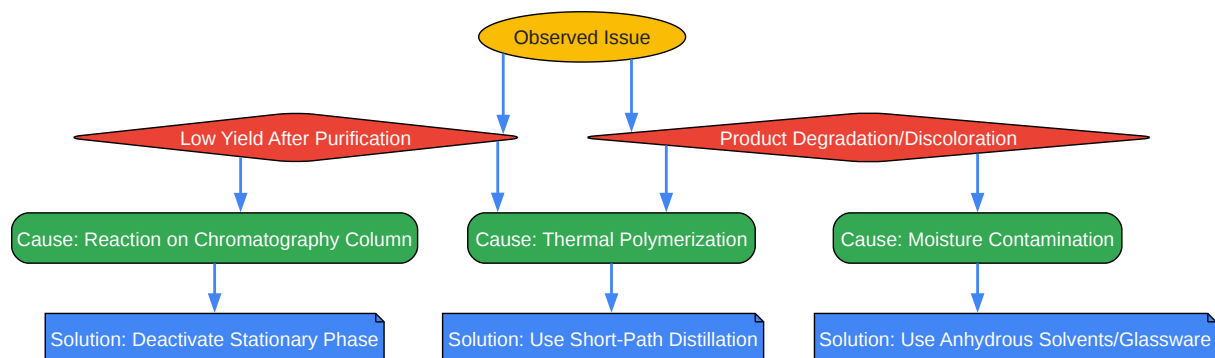 Observed Issue
Low Yield After Purification
Product Degradation/Discoloration
Cause: Reaction on Chromatography Column
Cause: Thermal Polymerization
Cause: Moisture Contamination
Solution: Deactivate Stationary Phase
Solution: Use Short-Path Distillation
Solution: Use Anhydrous Solvents/Glassware